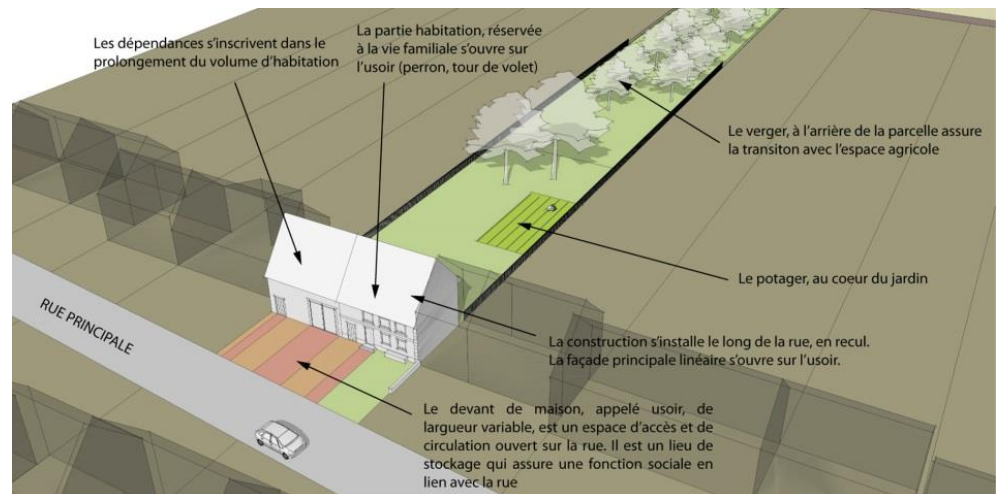 Les dépendances s'inscrivent dans le
prolongement du volume d'habitation
La partie habitation, réservée
à la vie familiale s'ouvre sur
l'usoir (perron, tour de volet)
Le verger, à l'arrière de la parcelle assure
la transiton avec l'espace agricole
Le potager, au coeur du jardin
RUE PRINCIPALE
La construction s'installe le long de la rue, en recul.
La façade principale linéaire s'ouvre sur l'usoir.
Le devant de maison, appelé usoir, de
largueur variable, est un espace d'accès et de
circulation ouvert sur la rue. Il est un lieu de
stockage qui assure une fonction sociale en
lien avec la rue